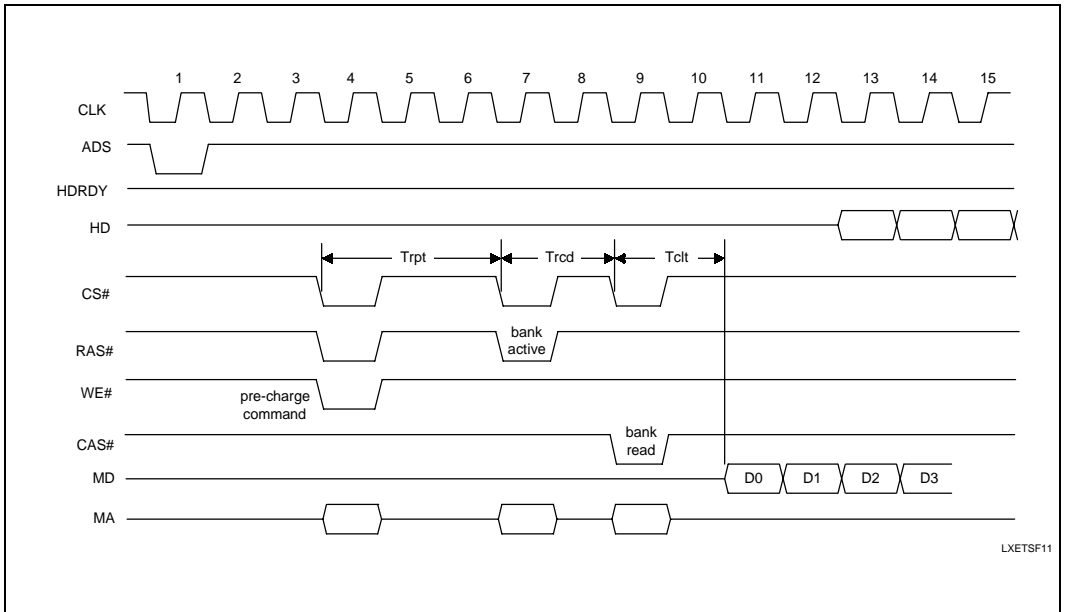 1 2 3 4 5 6 7 8 9 10 11 12 13 14 15
CLK
ADS
HDRDY
HD
Trpt Trcd Tclt
CS#
bank
active
RAS#
WE#
pre-charge
command
bank
read
CAS#
MD D0 D1 D2 D3
MA
LXETSF11